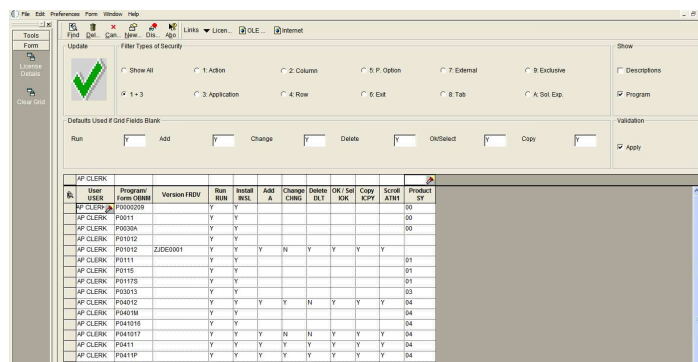 File Edit Preferences Form Window Help
Tools
Form
License Details
Clear Grid
Find Del... Can... New... Dis... Abo Links Licen... OLE ... Internet
Update
Filter Types of Security
Show All 1: Action 2: Column 5: P. Option 7: External 9: Exclusive
1 + 3 3: Application 4: Row 6: Exit 8: Tab A: Sol. Exp.
Show
Descriptions
Program
Defaults Used if Grid Fields Blank
Run Y Add Y Change Y Delete Y Ok/Select Y Copy Y
Validation
Apply
AP CLERK
User USER Program/ Form OBNM Version FRDV Run RUN Install INSL Add A Change CHNG Delete DLT OK / Sel IOK Copy ICPY Scroll ATN1 Product SY
AP CLERK P0000209 Y Y 00
AP CLERK P0011 Y Y 00
AP CLERK P0030A Y Y 00
AP CLERK P01012 Y Y
AP CLERK P01012 ZJDE0001 Y Y Y N Y Y Y Y
AP CLERK P0111 Y Y 01
AP CLERK P0115 Y Y 01
AP CLERK P0117S Y Y 01
AP CLERK P03013 Y Y 03
AP CLERK P04012 Y Y Y Y N Y Y Y 04
AP CLERK P0401M Y Y 04
AP CLERK P041016 Y Y 04
AP CLERK P041017 Y Y Y N N Y Y Y 04
AP CLERK P0411 Y Y Y Y Y Y Y Y 04
AP CLERK P0411P Y Y Y Y Y Y Y Y 04